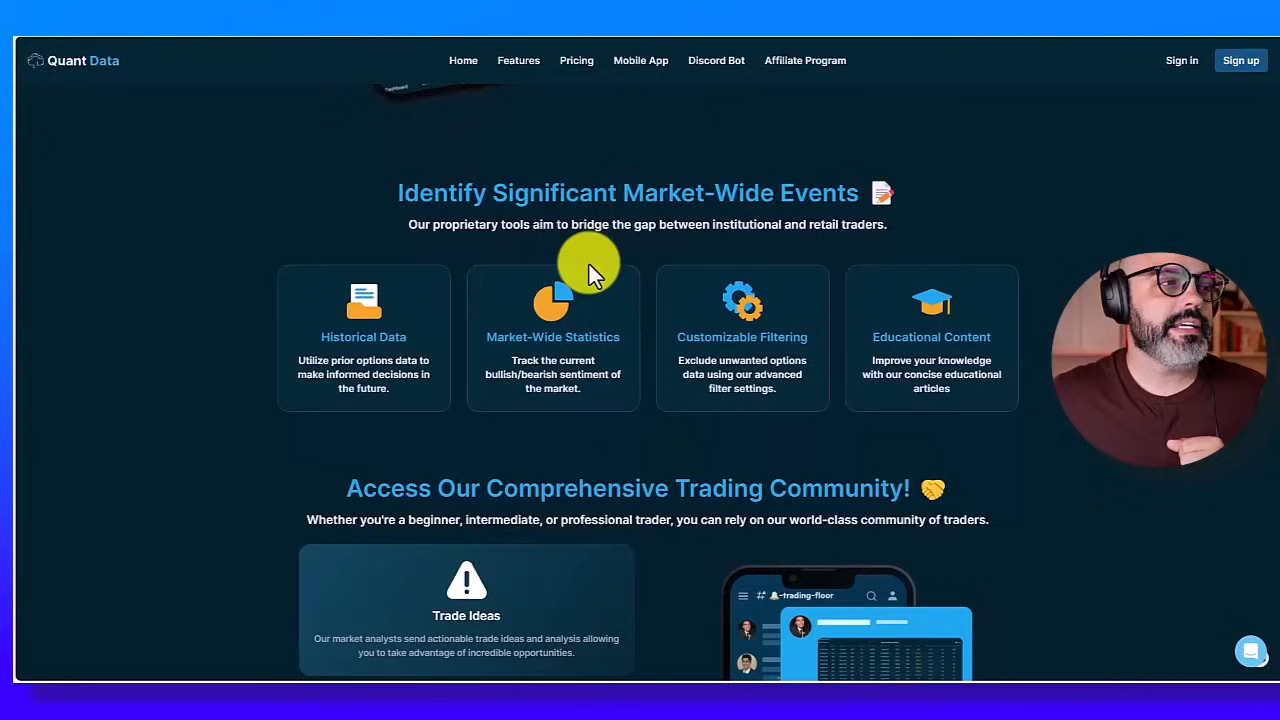 Quant Data
Home Features Pricing Mobile App Discord Bot Affiliate Program
Sign in Sign up
Identify Significant Market-Wide Events
Our proprietary tools aim to bridge the gap between institutional and retail traders.
Historical Data
Utilize prior options data to
make informed decisions in
the future.
Market-Wide Statistics
Track the current
bullish/bearish sentiment of
the market.
Customizable Filtering
Exclude unwanted options
data using our advanced
filter settings.
Educational Content
Improve your knowledge
with our concise educational
articles
Access Our Comprehensive Trading Community!
Whether you're a beginner, intermediate, or professional trader, you can rely on our world-class community of traders.
Trade Ideas
Our market analysts send actionable trade ideas and analysis allowing
you to take advantage of incredible opportunities.
-trading-floor